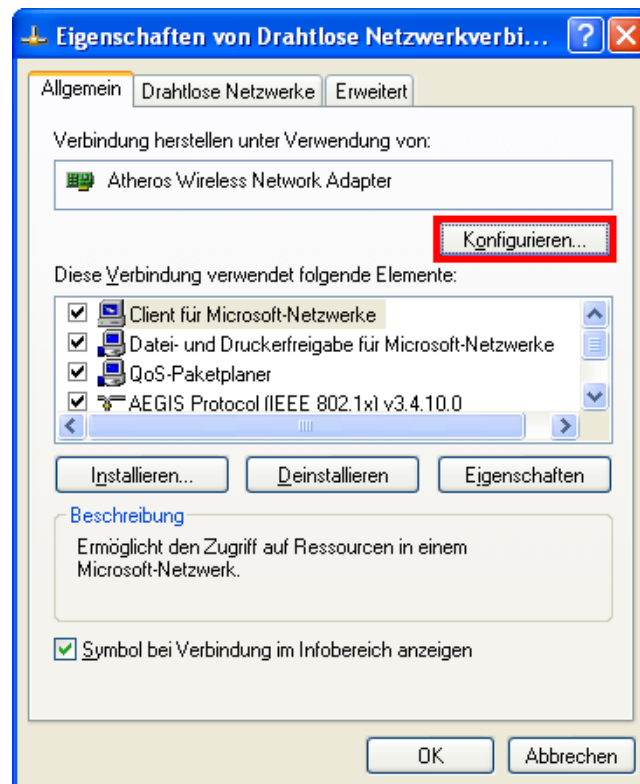 Eigenschaften von Drahtlose Netzwerkverbi...
Allgemein Drahtlose Netzwerke Erweitert
Verbindung herstellen unter Verwendung von:
Atheros Wireless Network Adapter
Konfigurieren...
Diese Verbindung verwendet folgende Elemente:
Client für Microsoft-Netzwerke
Datei- und Druckerfreigabe für Microsoft-Netzwerke
QoS-Paketplaner
AEGIS Protocol (IEEE 802.1x) v3.4.10.0
Installieren... Deinstallieren Eigenschaften
Beschreibung
Ermöglicht den Zugriff auf Ressourcen in einem
Microsoft-Netzwerk.
Symbol bei Verbindung im Infobereich anzeigen
OK Abbrechen